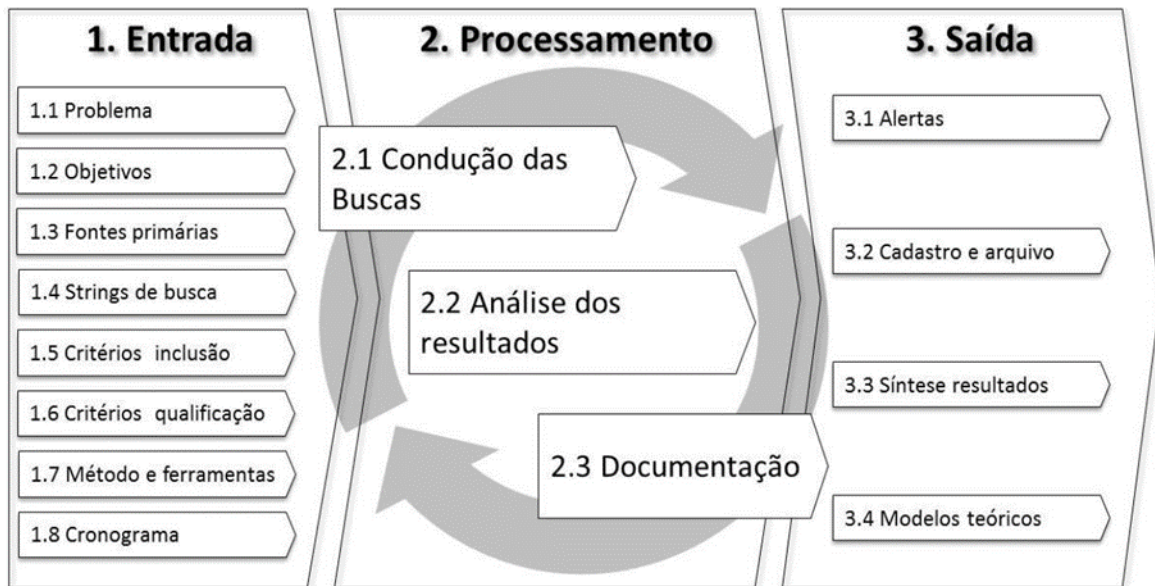 1. Entrada
1.1 Problema
1.2 Objetivos
1.3 Fontes primárias
1.4 Strings de busca
1.5 Critérios inclusão
1.6 Critérios qualificação
1.7 Método e ferramentas
1.8 Cronograma
2. Processamento
2.1 Condução das
Buscas
2.2 Análise dos
resultados
2.3 Documentação
3. Saída
3.1 Alertas
3.2 Cadastro e arquivo
3.3 Síntese resultados
3.4 Modelos teóricos